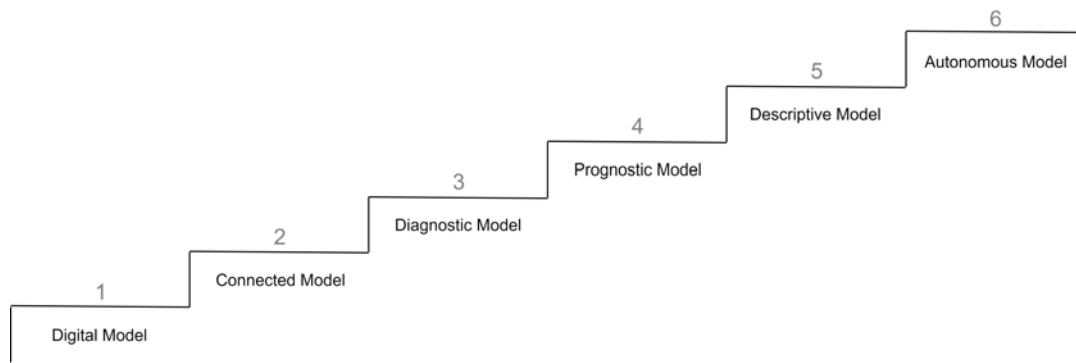 1
Digital Model
2
Connected Model
3
Diagnostic Model
4
Prognostic Model
5
Descriptive Model
6
Autonomous Model